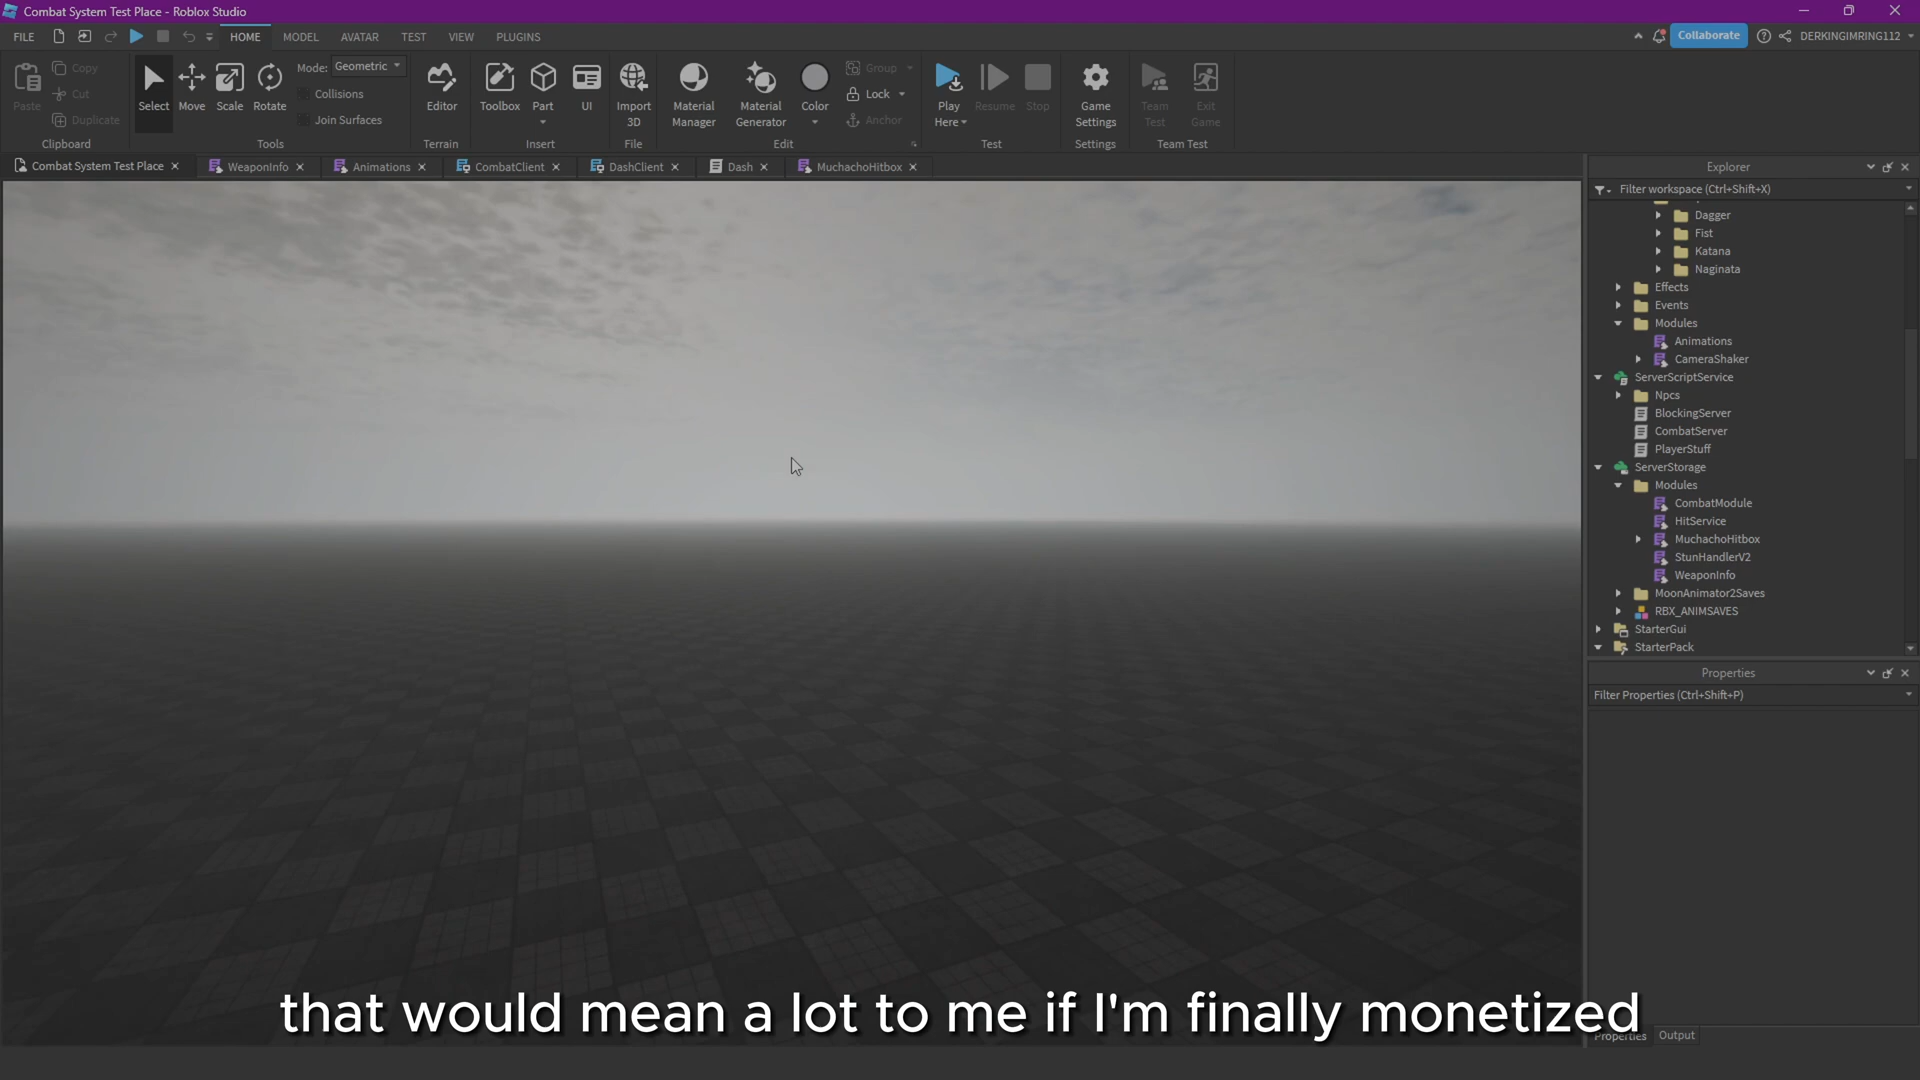 Combat System Test Place - Roblox Studio
FILE
HOME
MODEL
AVATAR
TEST
VIEW
PLUGINS
Collaborate
DERKINGIMRING112
Paste
Copy
Cut
Duplicate
Clipboard
Select
Move
Scale
Rotate
Mode: Geometric
Collisions
Join Surfaces
Tools
Editor
Terrain
Toolbox
Part
UI
Insert
Import 3D
File
Material Manager
Material Generator
Color
Group
Lock
Anchor
Edit
Play Here
Resume
Stop
Test
Game Settings
Settings
Team Test
Exit Game
Team Test
Combat System Test Place
WeaponInfo
Animations
CombatClient
DashClient
Dash
MuchachoHitbox
Explorer
Filter workspace (Ctrl+Shift+X)
Dagger
Fist
Katana
Naginata
Effects
Events
Modules
Animations
CameraShaker
ServerScriptService
Npcs
BlockingServer
CombatServer
PlayerStuff
ServerStorage
Modules
CombatModule
HitService
MuchachoHitbox
StunHandlerV2
WeaponInfo
MoonAnimator2Saves
RBX_ANIMSAVES
StarterGui
StarterPack
Properties
Filter Properties (Ctrl+Shift+P)
that would mean a lot to me if I'm finally monetized
Properties
Output